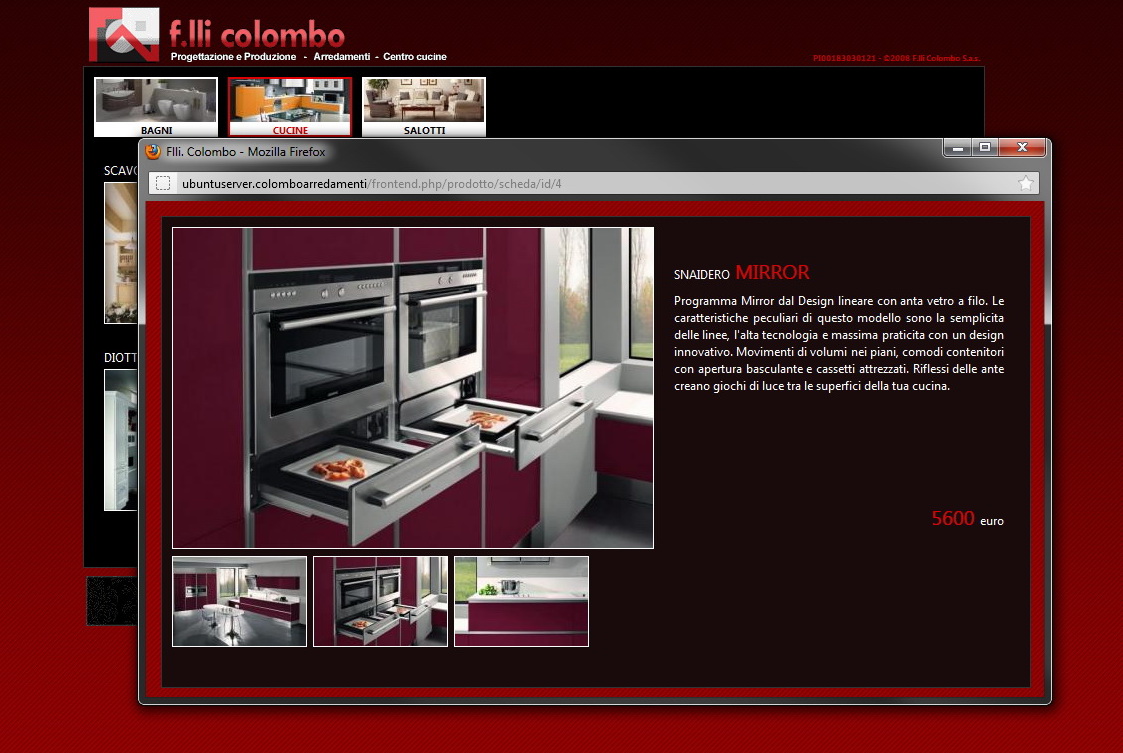 f.lli colombo
Progettazione e Produzione - Arredamenti - Centro cucine
PI00183030121 - ©2008 F.lli Colombo S.a.s.
BAGNI
CUCINE
SALOTTI
SCAVO
DIOTT
Flli. Colombo - Mozilla Firefox
ubuntuserver.colomboarredamenti/frontend.php/prodotto/scheda/id/4
SNAIDERO MIRROR
Programma Mirror dal Design lineare con anta vetro a filo. Le
caratteristiche peculiari di questo modello sono la semplicita
delle linee, l'alta tecnologia e massima praticita con un design
innovativo. Movimenti di volumi nei piani, comodi contenitori
con apertura basculante e cassetti attrezzati. Riflessi delle ante
creano giochi di luce tra le superfici della tua cucina.
5600 euro